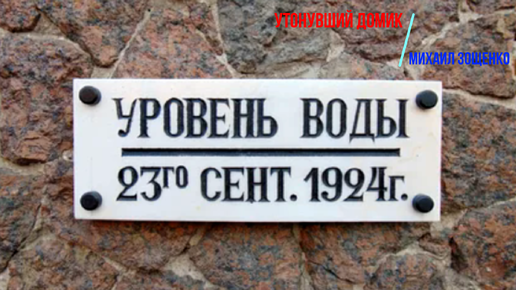 УТОНУВШИЙ ДОМИК
/
МИХАИЛ ЗОЩЕНКО
УРОВЕНЬ ВОДЫ
23ГО СЕНТ. 1924Г.